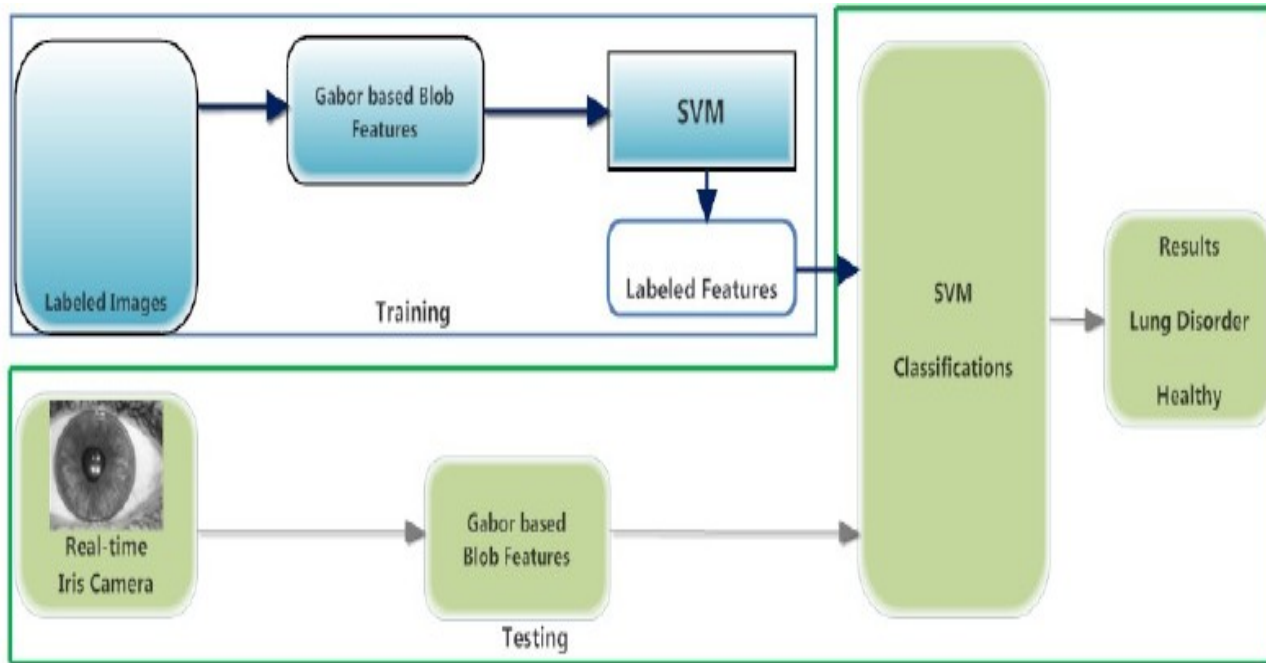 Labeled Images
Gabor based Blob
Features
SVM
Labeled Features
Training
Real-time
Iris Camera
Gabor based
Blob Features
Testing
SVM
Classifications
Results
Lung Disorder
Healthy